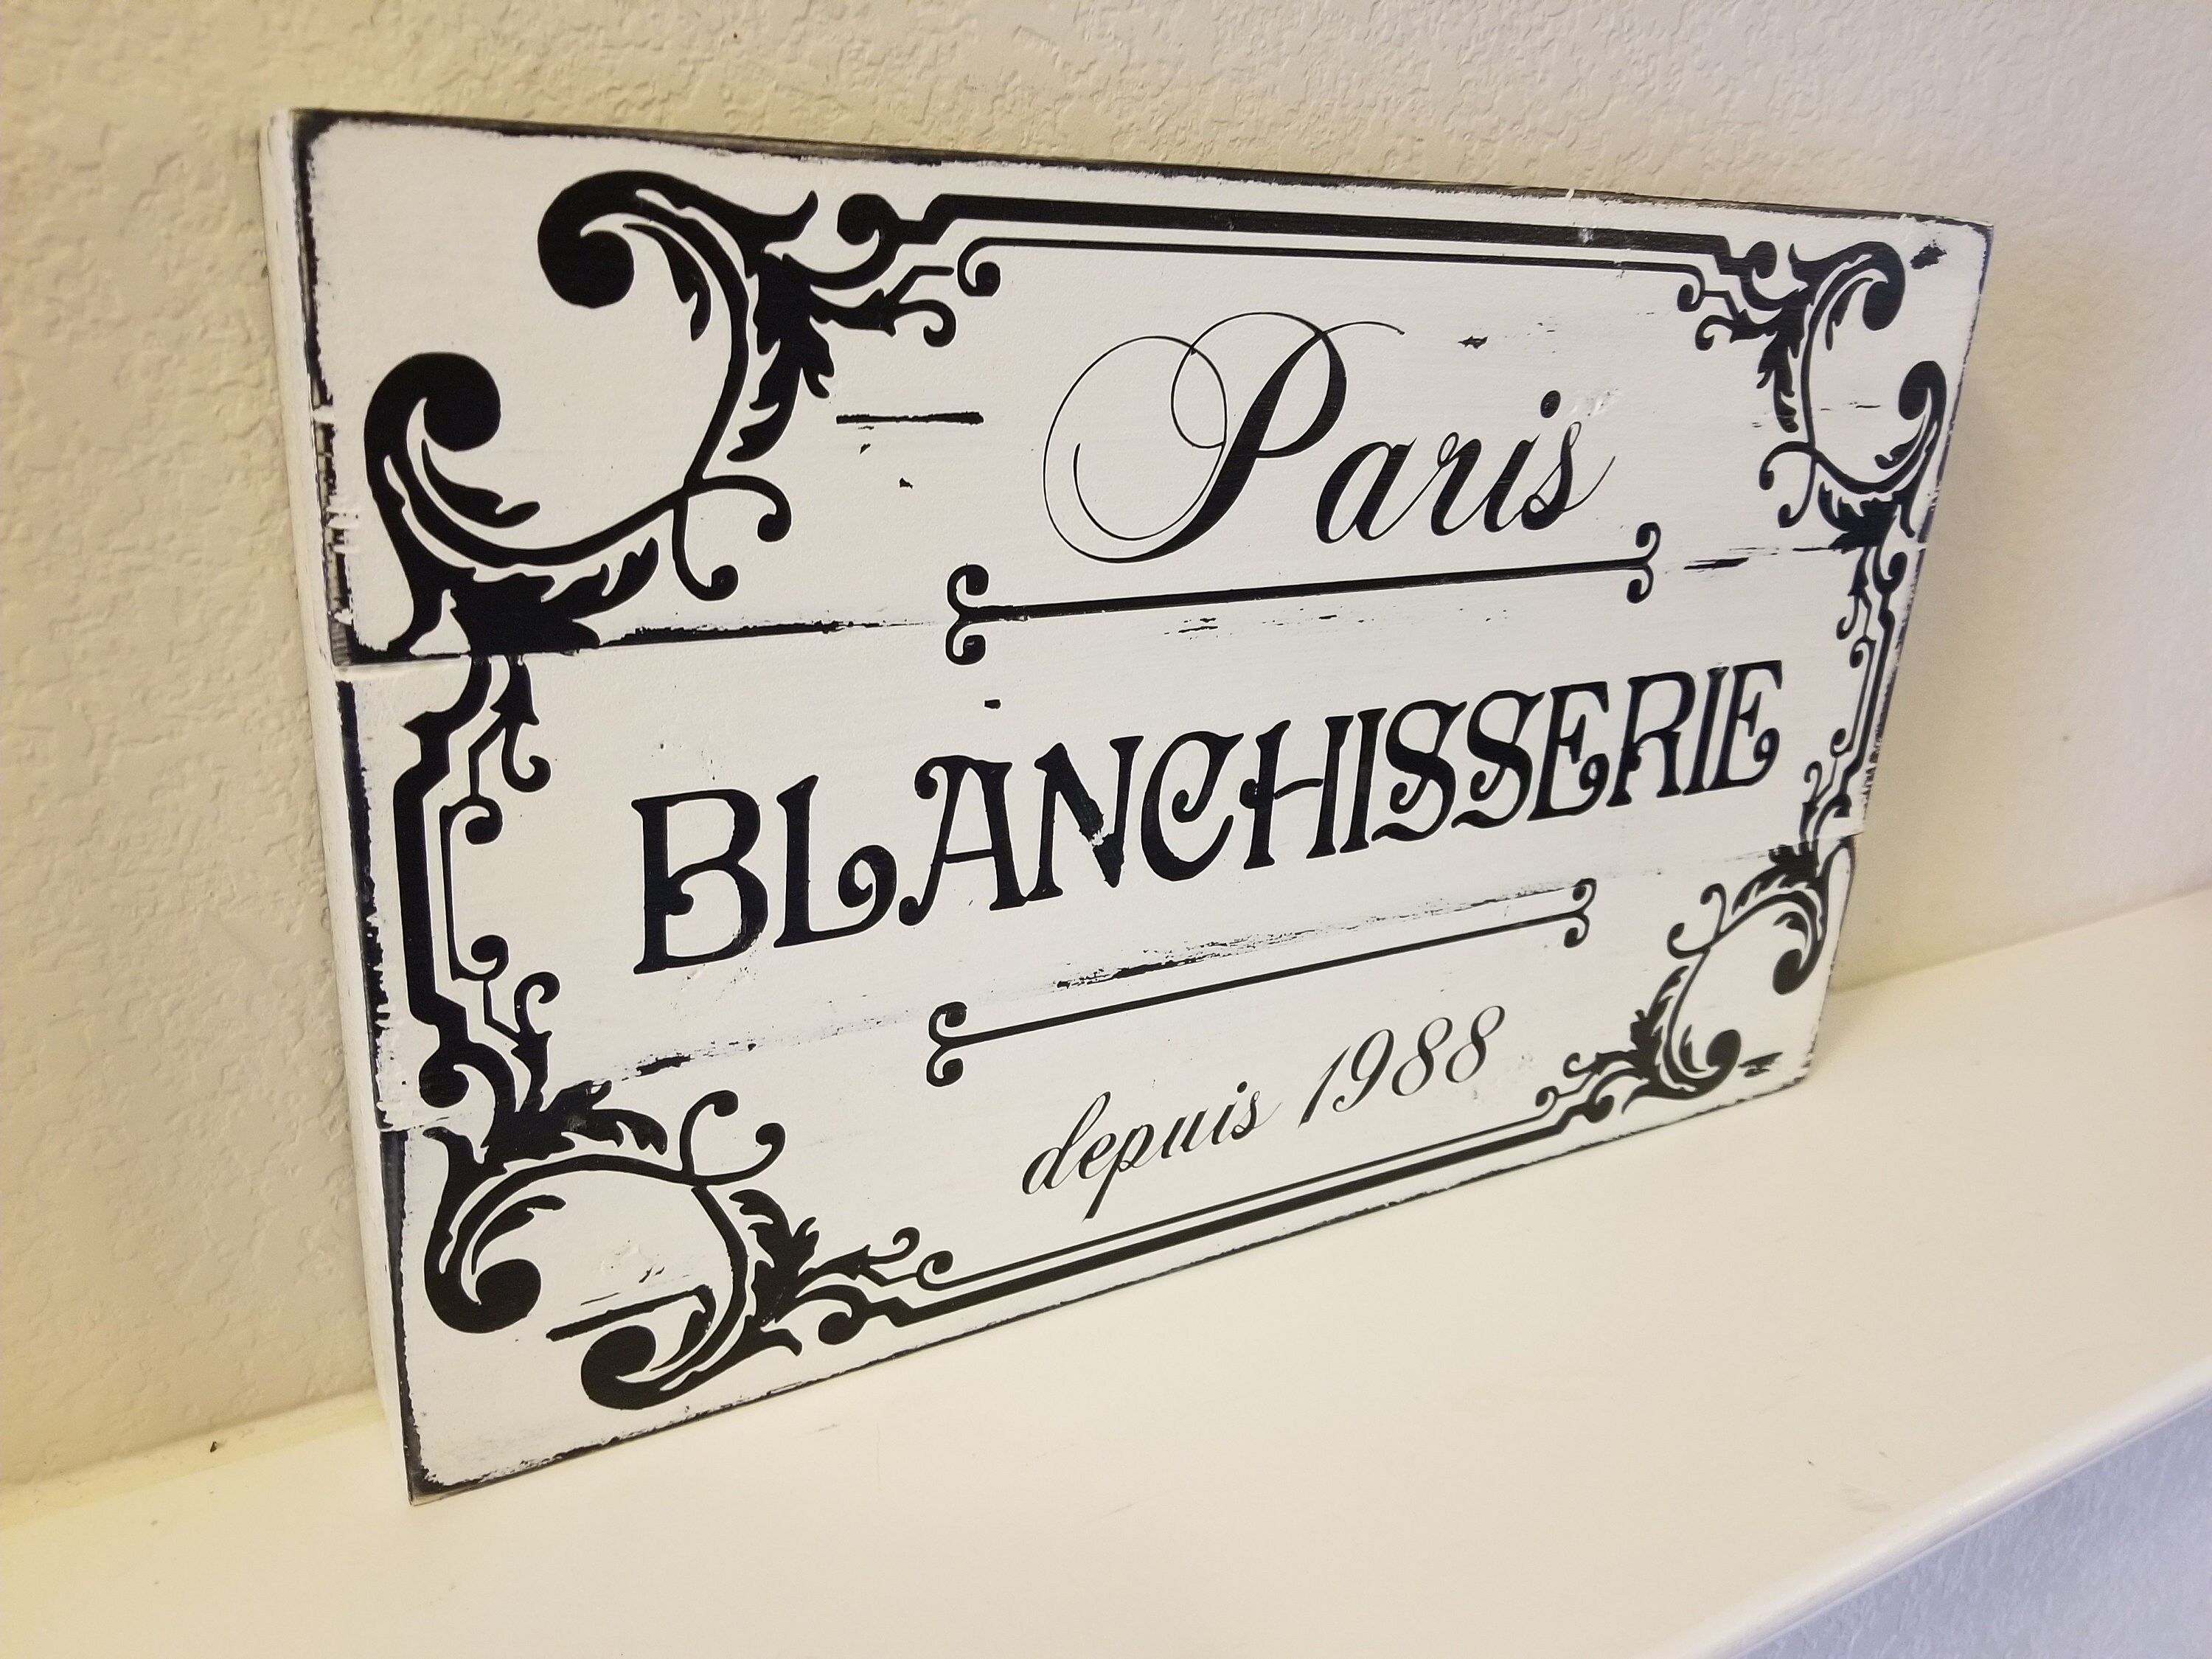 Paris
BLANCHISSERIE
depuis 1988